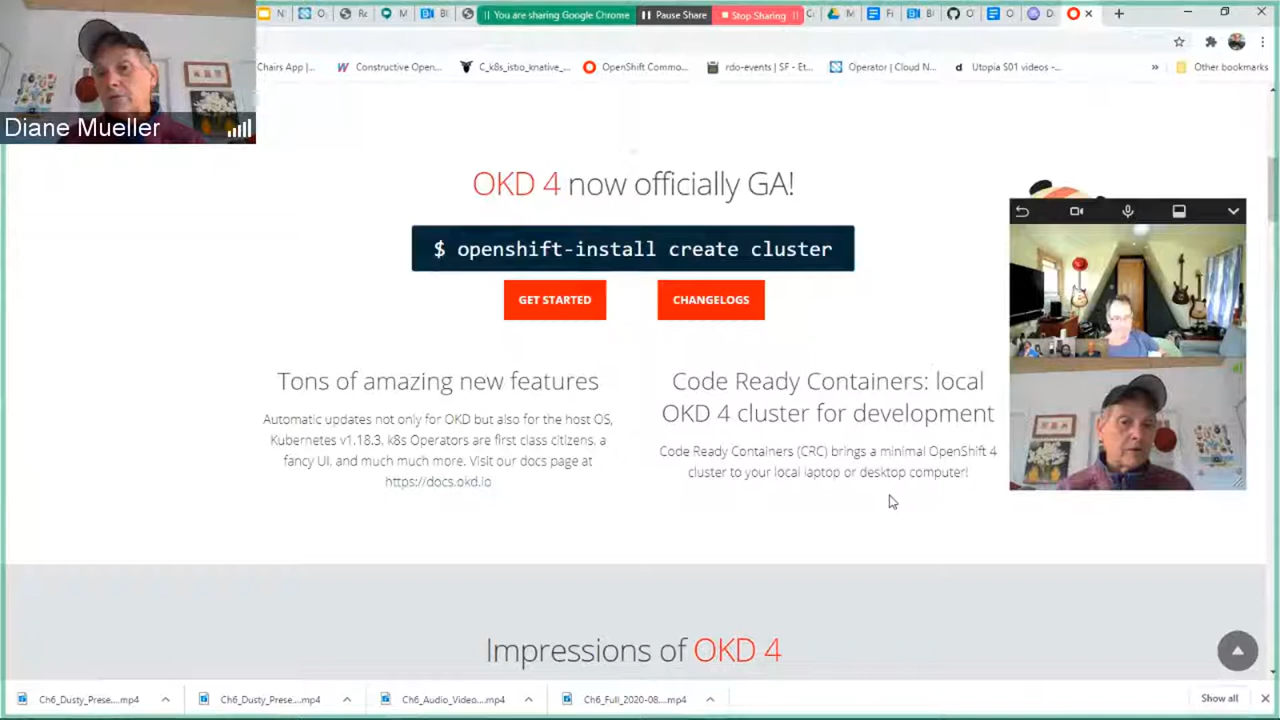 You are sharing Google Chrome
Pause Share
Stop Sharing
Chairs App |...
Constructive Open...
C_k8s_istio_knative_...
OpenShift Commo...
rdo-events | $F - Et...
Operator | Cloud N...
Utopia S01 videos -...
»
Other bookmarks
Diane Mueller
OKD 4 now officially GA!
$ openshift-install create cluster
GET STARTED
CHANGELOGS
Tons of amazing new features
Automatic updates not only for OKD but also for the host OS,
Kubernetes v1.18.3. k8s Operators are first class citizens. a
fancy UI. and much much more. Visit our docs page at
https://docs.okd.io
Code Ready Containers: local
OKD 4 cluster for development
Code Ready Containers (CRC) brings a minimal OpenShift 4
cluster to your local laptop or desktop computer!
Impressions of OKD 4
Ch6_Dusty_Prese....mp4
Ch6_Dusty_Prese....mp4
Ch6_Audio_Video....mp4
Ch6_Full_2020-08....mp4
Show all